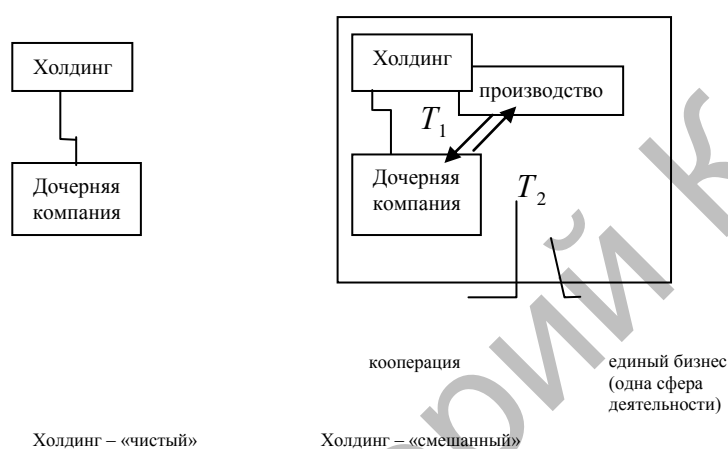 Холдинг
Дочерняя
компания
Холдинг
производство
T1
Дочерняя
компания
T2
кооперация
единый бизнес
(одна сфера
деятельности)
Холдинг – «чистый»
Холдинг – «смешанный»